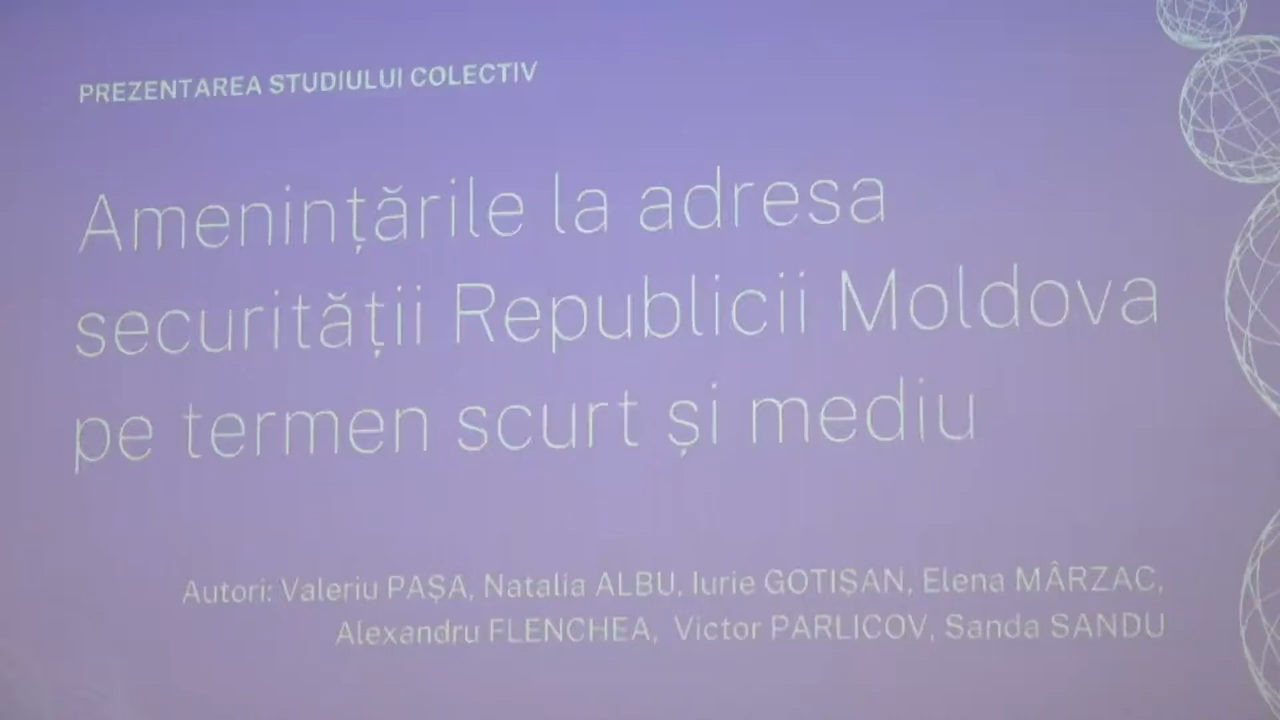 PREZENTAREA STUDIULUI COLECTIV
Amenințările la adresa
securității Republicii Moldova
pe termen scurt și mediu
Autori: Valeriu PAȘA, Natalia ALBU, Iurie GOTIȘAN, Elena MÂRZAC,
Alexandru FLENCHEA, Victor PARLICOV, Sanda SANDU